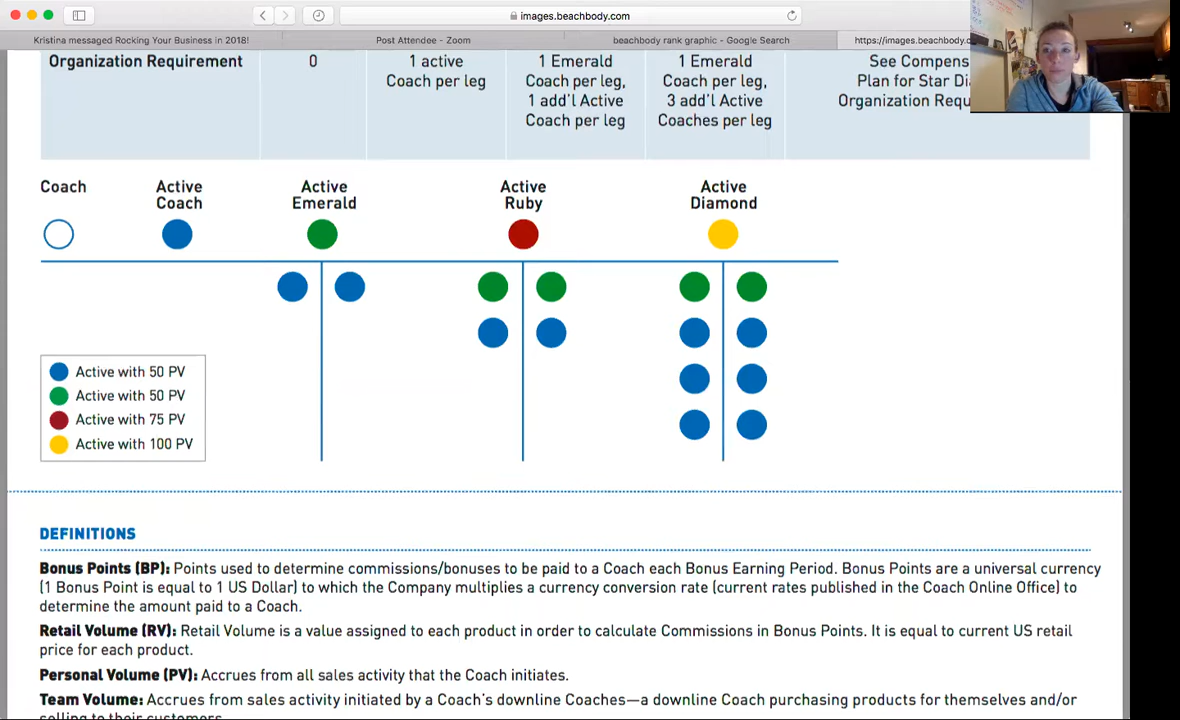 images.beachbody.com
Kristina messaged Rocking Your Business in 2018!
Post Attendee - Zoom
beachbody rank graphic - Google Search
https://images.beachbody.c
Organization Requirement
0
1 active
Coach per leg
1 Emerald
Coach per leg,
1 add'l Active
Coach per leg
1 Emerald
Coach per leg,
3 add'l Active
Coaches per leg
See Compens
Plan for Star Di
Organization Requ
Coach
Active
Coach
Active
Emerald
Active
Ruby
Active
Diamond
Active with 50 PV
Active with 50 PV
Active with 75 PV
Active with 100 PV
DEFINITIONS
Bonus Points (BP): Points used to determine commissions/bonuses to be paid to a Coach each Bonus Earning Period. Bonus Points are a universal currency
(1 Bonus Point is equal to 1 US Dollar) to which the Company multiplies a currency conversion rate (current rates published in the Coach Online Office) to
determine the amount paid to a Coach.
Retail Volume (RV): Retail Volume is a value assigned to each product in order to calculate Commissions in Bonus Points. It is equal to current US retail
price for each product.
Personal Volume (PV): Accrues from all sales activity that the Coach initiates.
Team Volume: Accrues from sales activity initiated by a Coach's downline Coaches—a downline Coach purchasing products for themselves and/or
selling to their customers.